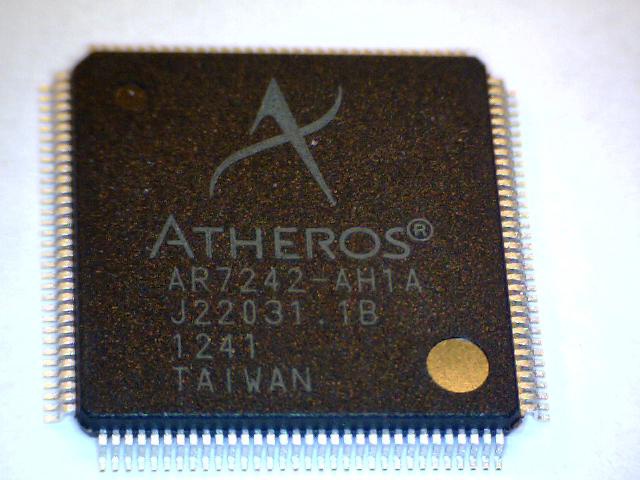 ATHEROS®
AR7242-AH1A
J22031.1B
1241
TAIWAN